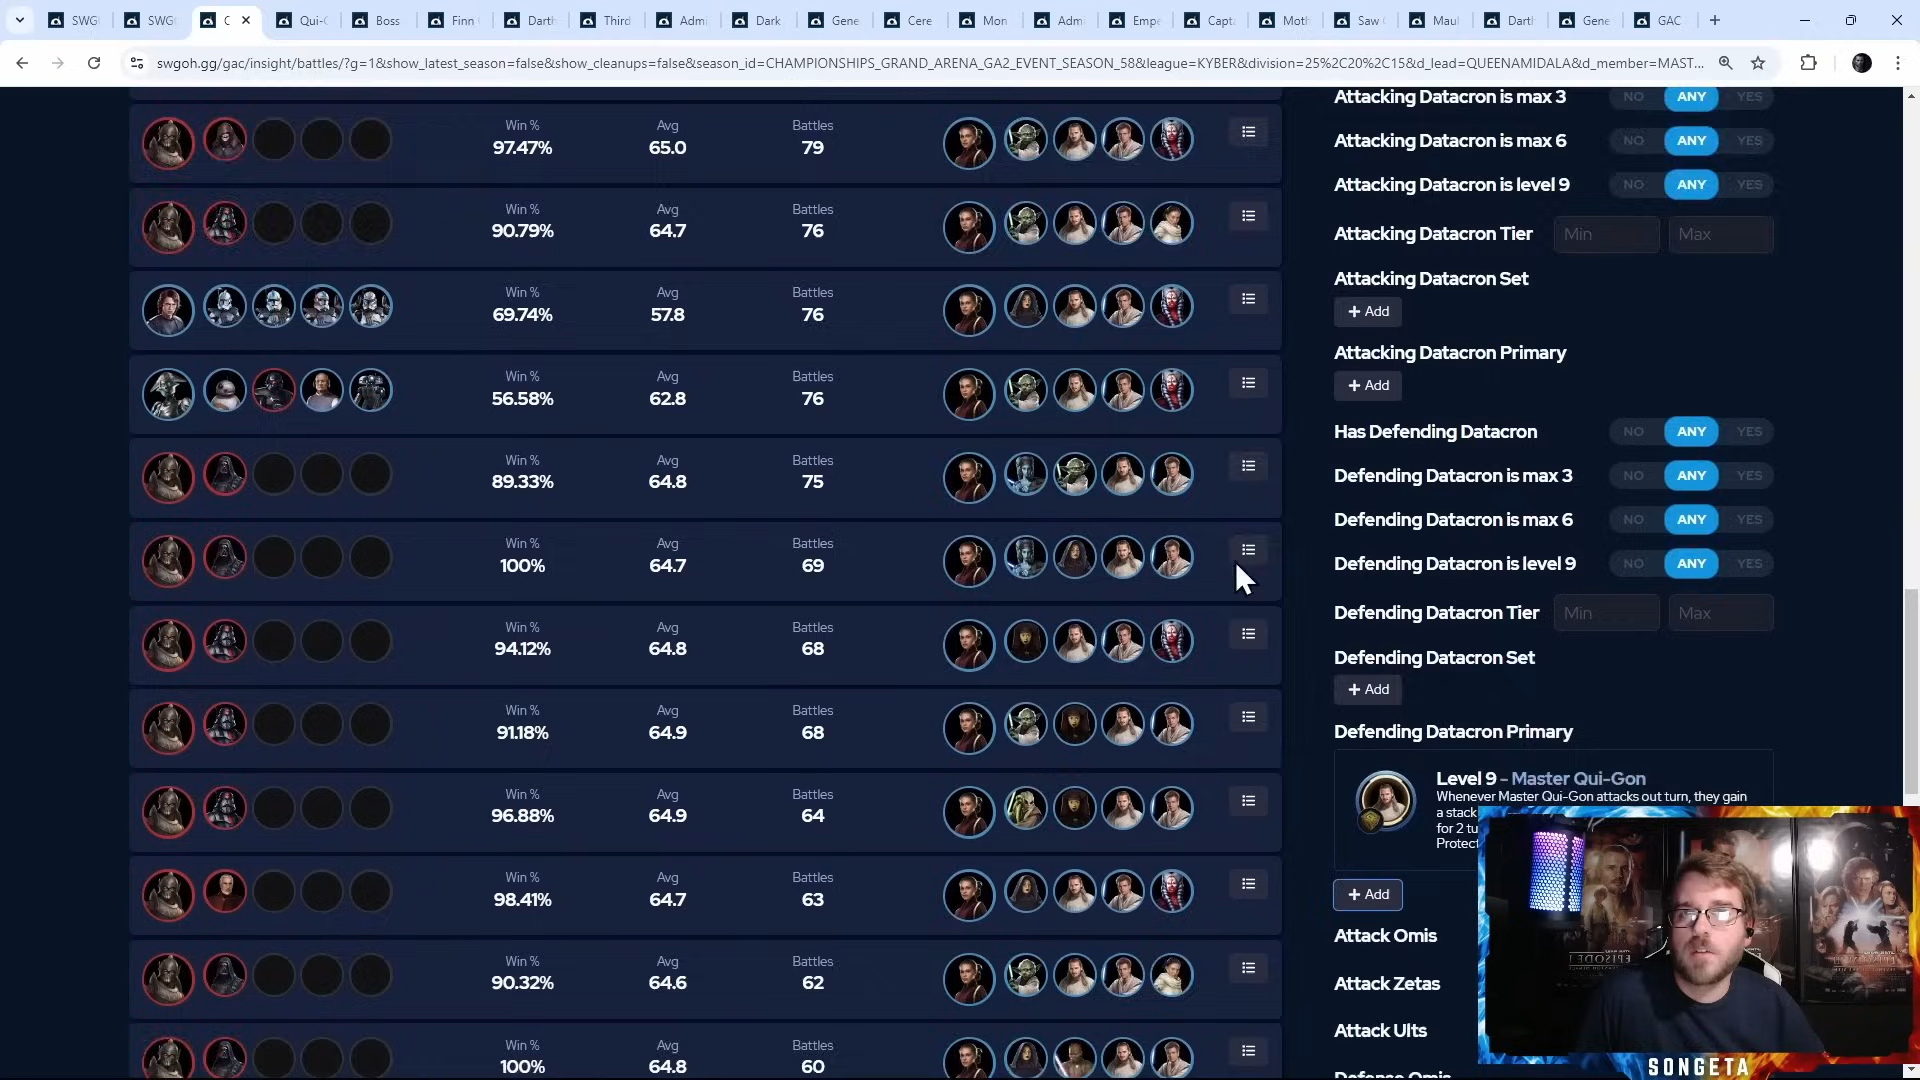 SWG
SWG
C
Qui-G
Boss
Finn
Darth
Third
Admi
Dark
Gene
Cere
Mon
Admi
Empe
Capta
Moth
Saw
Maul
Darth
Gene
GAC
swgoh.gg/gac/insight/battles/?g=1&show_latest_season=false&show_cleanups=false&season_id=CHAMPIONSHIPS_GRAND_ARENA_GA2_EVENT_SEASON_58&league=KYBER&division=25%2C20%2C15&d_lead=QUEENAMIDALA&d_member=MAST...
Win % Avg Battles
97.47% 65.0 79
Win % Avg Battles
90.79% 64.7 76
Win % Avg Battles
69.74% 57.8 76
Win % Avg Battles
56.58% 62.8 76
Win % Avg Battles
89.33% 64.8 75
Win % Avg Battles
100% 64.7 69
Win % Avg Battles
94.12% 64.8 68
Win % Avg Battles
91.18% 64.9 68
Win % Avg Battles
96.88% 64.9 64
Win % Avg Battles
98.41% 64.7 63
Win % Avg Battles
90.32% 64.6 62
Win % Avg Battles
100% 64.8 60
Attacking Datacron is max 3 NO ANY YES
Attacking Datacron is max 6 NO ANY YES
Attacking Datacron is level 9 NO ANY YES
Attacking Datacron Tier Min Max
Attacking Datacron Set
+ Add
Attacking Datacron Primary
+ Add
Has Defending Datacron NO ANY YES
Defending Datacron is max 3 NO ANY YES
Defending Datacron is max 6 NO ANY YES
Defending Datacron is level 9 NO ANY YES
Defending Datacron Tier Min Max
Defending Datacron Set
+ Add
Defending Datacron Primary
Level 9 - Master Qui-Gon
Whenever Master Qui-Gon attacks out turn, they gain
a stack
for 2 tu
Protect
+ Add
Attack Omis
Attack Zetas
Attack Ults
Defense Omis
SONGETA